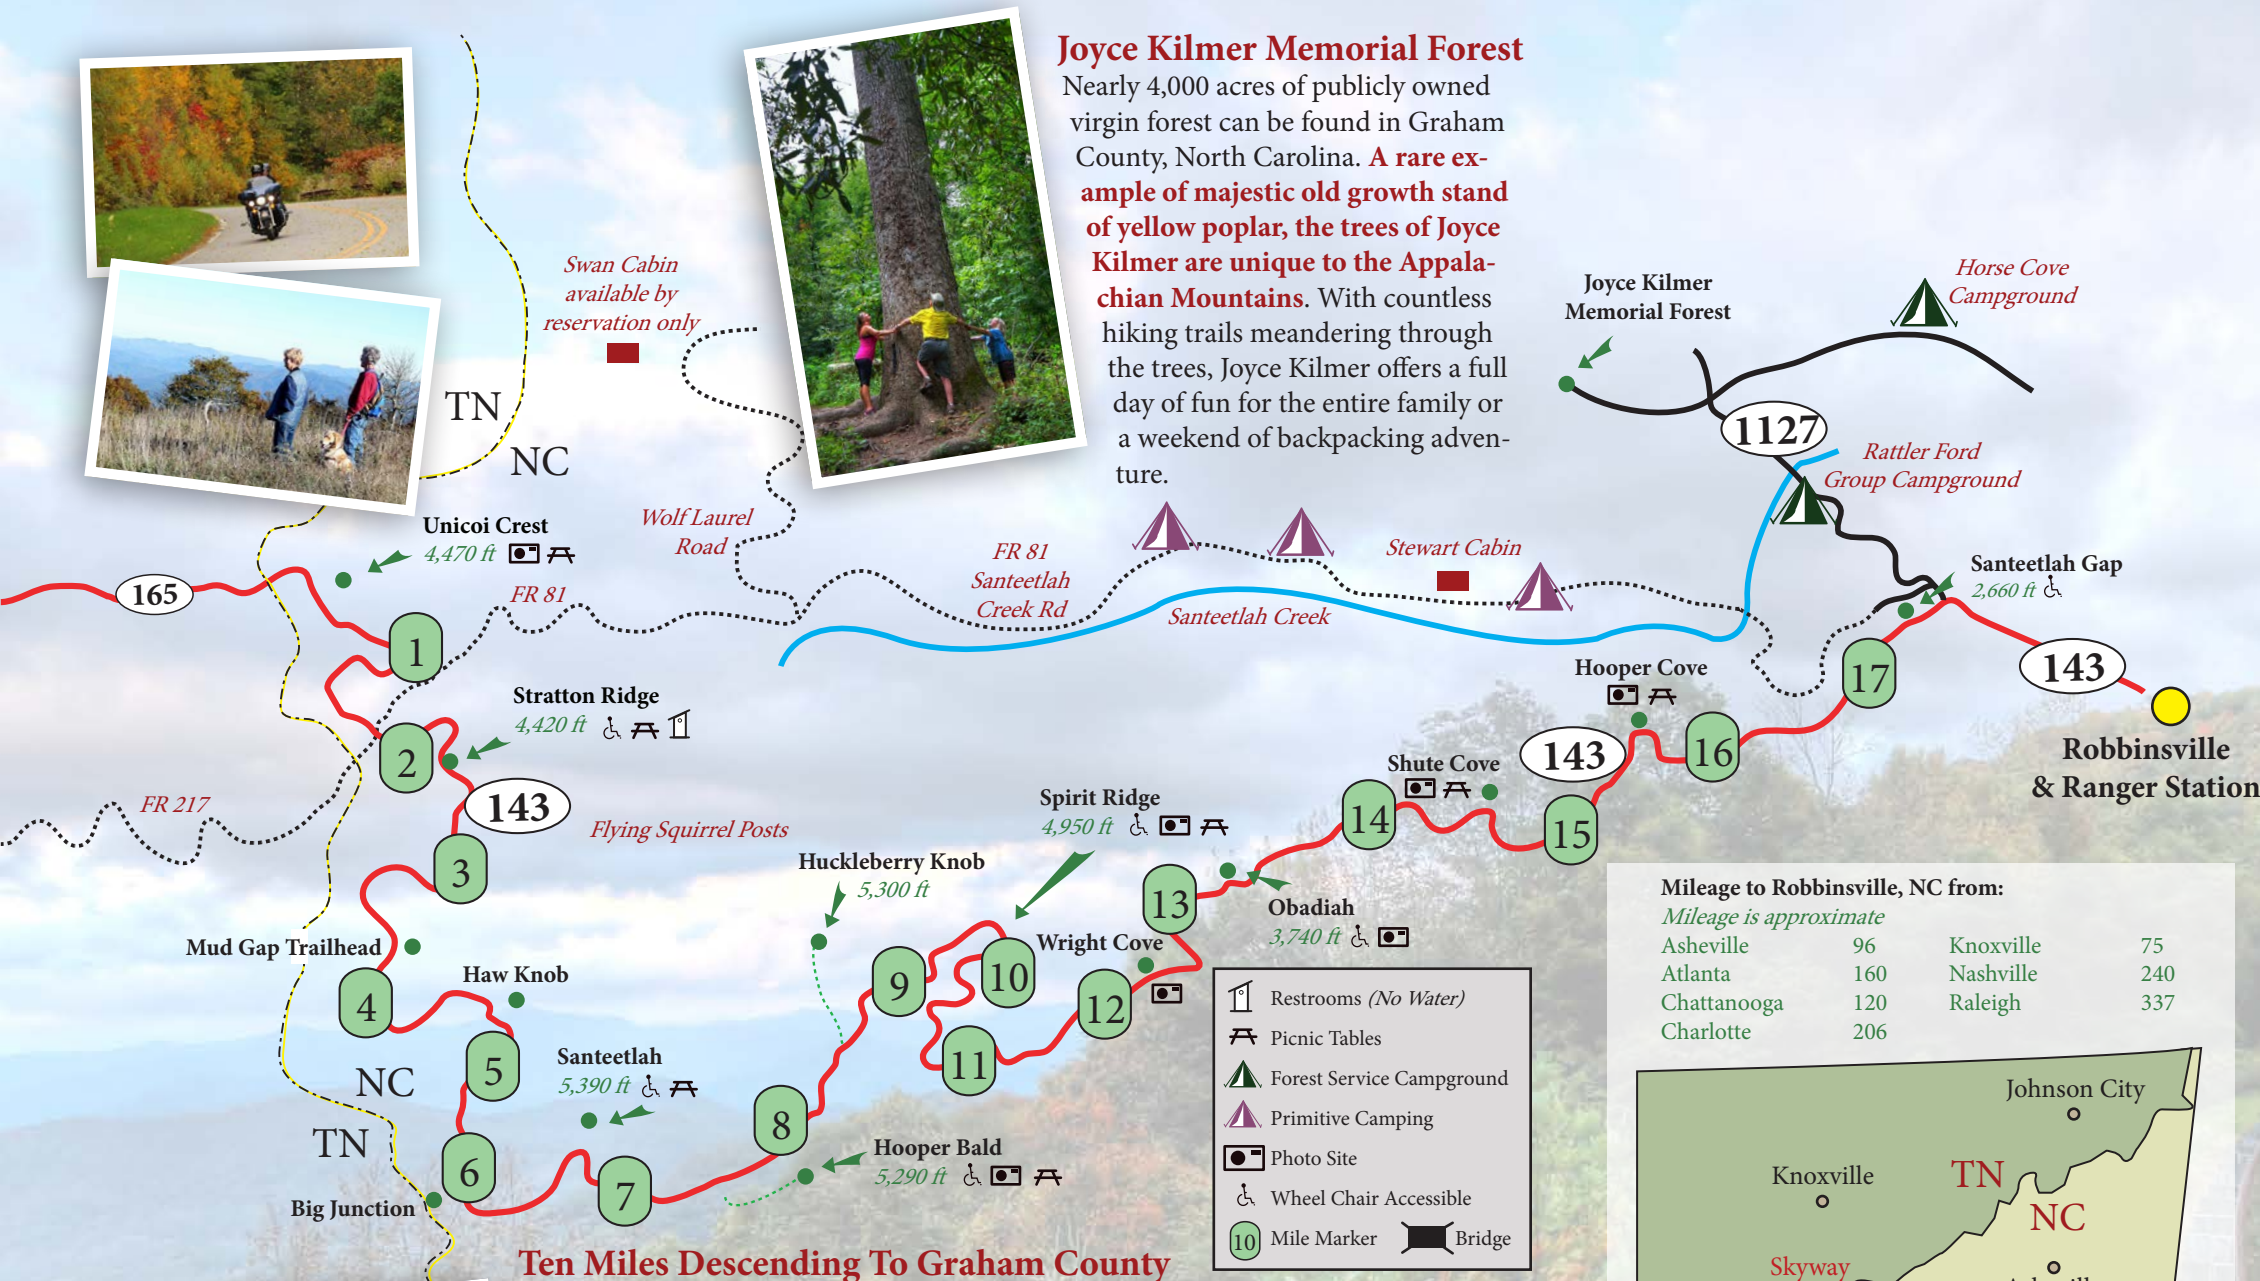 Joyce Kilmer Memorial Forest
Nearly 4,000 acres of publicly owned
virgin forest can be found in Graham
County, North Carolina. A rare ex-
ample of majestic old growth stand
of yellow poplar, the trees of Joyce
Kilmer are unique to the Appala-
chian Mountains. With countless
hiking trails meandering through
the trees, Joyce Kilmer offers a full
day of fun for the entire family or
a weekend of backpacking adven-
ture.
Swan Cabin
available by
reservation only
TN
NC
Joyce Kilmer
Memorial Forest
Horse Cove
Campground
1127
Rattler Ford
Group Campground
Unicoi Crest
4,470 ft
165
FR 81
Wolf Laurel
Road
FR 81
Santeetlah
Creek Rd
Santeetlah Creek
Stewart Cabin
Santeetlah Gap
2,660 ft
1
Stratton Ridge
4,420 ft
2
143
FR 217
Flying Squirrel Posts
3
Hooper Cove
17
143
Robbinsville
& Ranger Station
16
143
Shute Cove
15
14
Spirit Ridge
4,950 ft
Huckleberry Knob
5,300 ft
13
Obadiah
3,740 ft
Mud Gap Trailhead
Haw Knob
4
9
10
Wright Cove
12
11
5
NC
TN
Santeetlah
5,390 ft
8
Hooper Bald
5,290 ft
6
7
Big Junction
Ten Miles Descending To Graham County
Restrooms (No Water)
Picnic Tables
Forest Service Campground
Primitive Camping
Photo Site
Wheel Chair Accessible
10 Mile Marker Bridge
Mileage to Robbinsville, NC from:
Mileage is approximate
Asheville 96 Knoxville 75
Atlanta 160 Nashville 240
Chattanooga 120 Raleigh 337
Charlotte 206
Johnson City
Knoxville
TN
NC
Skyway